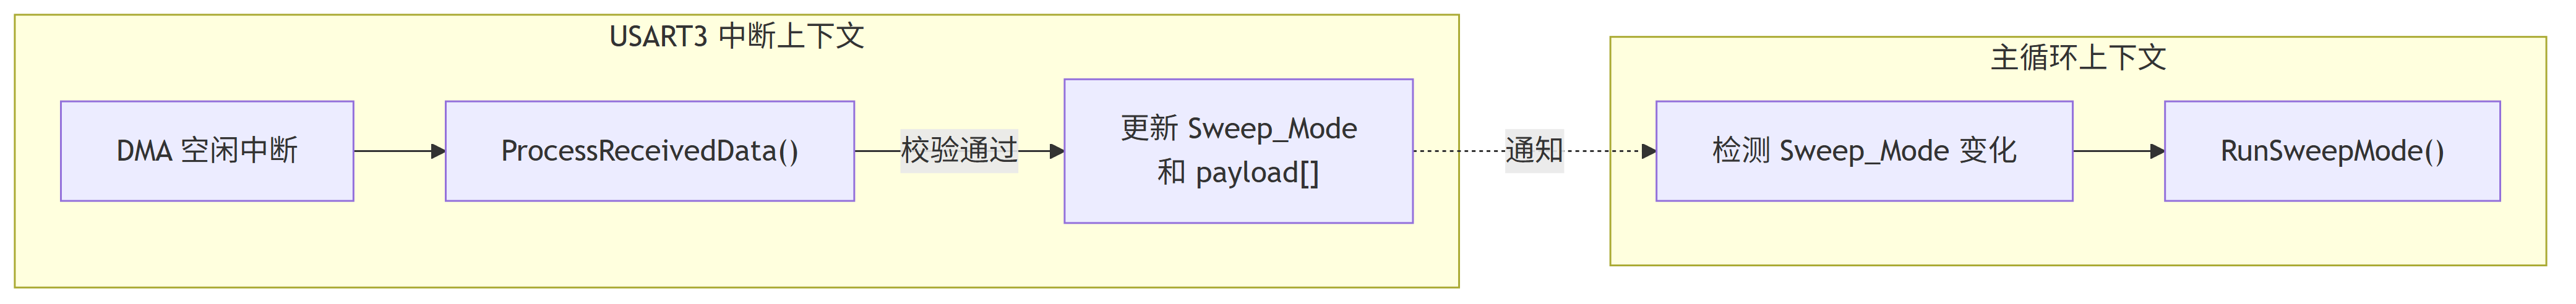 USART3 中断上下文
DMA 空闲中断
ProcessReceivedData()
校验通过
更新 Sweep_Mode
和 payload[]
通知
主循环上下文
检测 Sweep_Mode 变化
RunSweepMode()